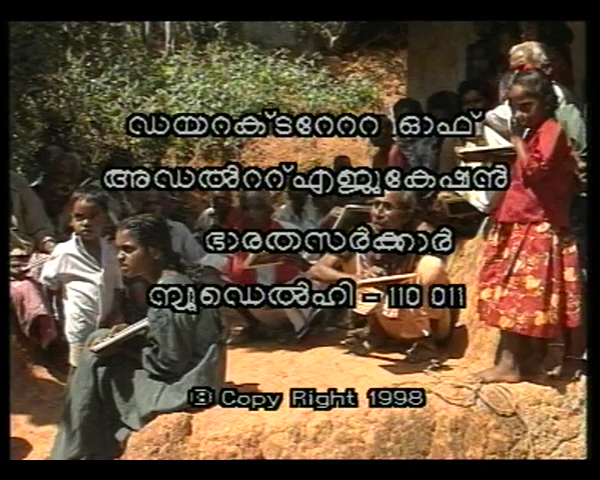 ഡയറക്ടറേററ ഓഫ്
അഡൽററ് എജ്യുകേഷൻ
ഭാരതസർക്കാർ
ന്യൂഡെൽഹി - 110 011
© Copy Right 1998